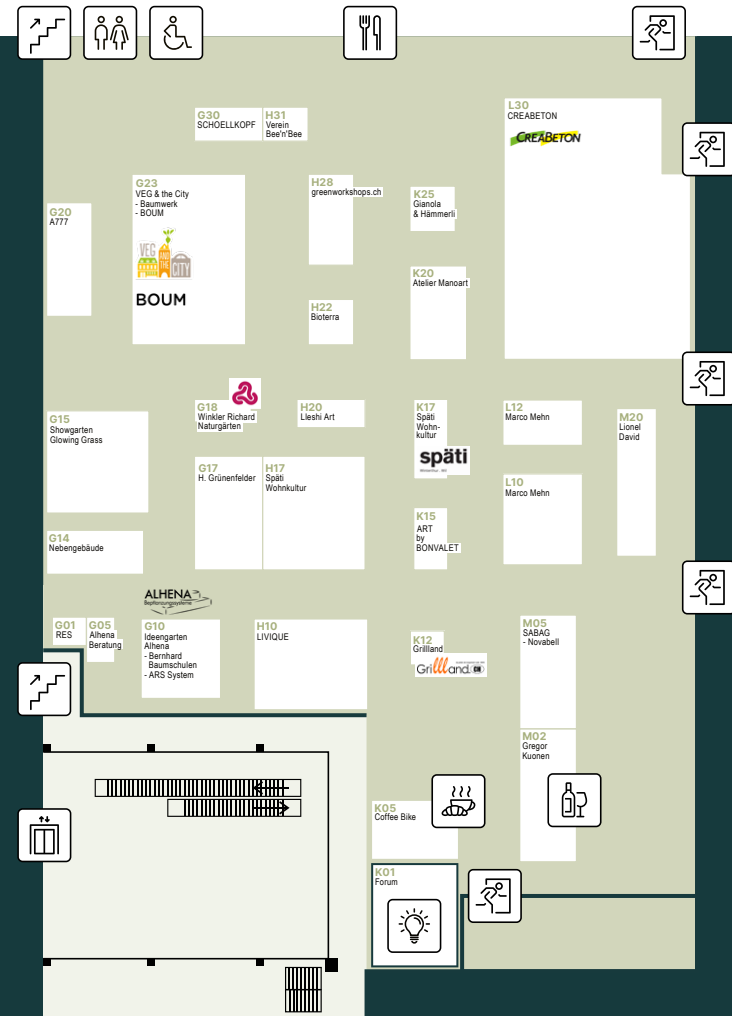 G30
SCHOELLKOPF
H31
Verein
Bee'n'Bee
L30
CREABETON
CREABETON
G23
VEG & the City
- Baumwerk
- BOUM
VEG
AND THE
CITY
BOUM
H28
greenworkshops.ch
K25
Gianola
& Hämmerli
G20
A777
K20
Atelier Manoart
H22
Bioterra
G18
Winkler Richard
Naturgärten
H20
Lleshi Art
K17
Späti
Wohn-
kultur
späti
L12
Marco Mehn
M20
Lionel
David
G15
Showgarten
Glowing Grass
G17
H. Grünenfelder
H17
Späti
Wohnkultur
L10
Marco Mehn
K15
ART
by
BONVALET
G14
Nebengebäude
ALHENA
Bepflanzungssysteme
G01
RES
G05
Alhena
Beratung
G10
Ideengarten
Alhena
- Bernhard
Baumschulen
- ARS System
H10
LIVIQUE
K12
Grillland
Grillland.
M05
SABAG
- Novabell
M02
Gregor
Kuonen
K05
Coffee Bike
K01
Forum